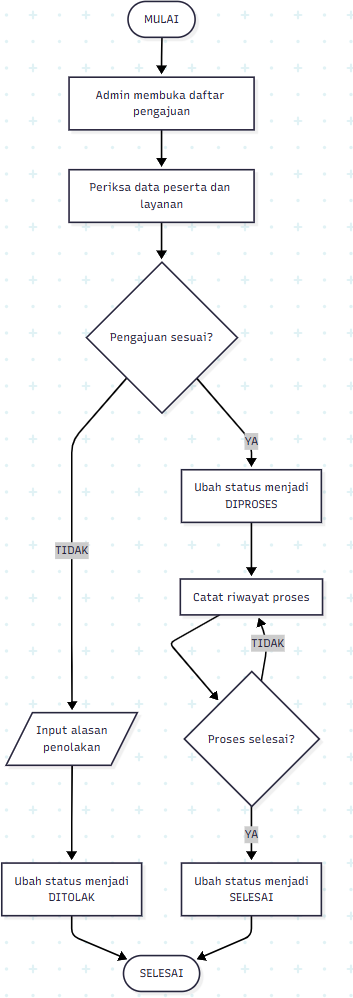 MULAI
Admin membuka daftar
pengajuan
Periksa data peserta dan
layanan
Pengajuan sesuai?
YA
Ubah status menjadi
DIPROSES
TIDAK
Catat riwayat proses
TIDAK
Input alasan
penolakan
Proses selesai?
YA
Ubah status menjadi
DITOLAK
Ubah status menjadi
SELESAI
SELESAI